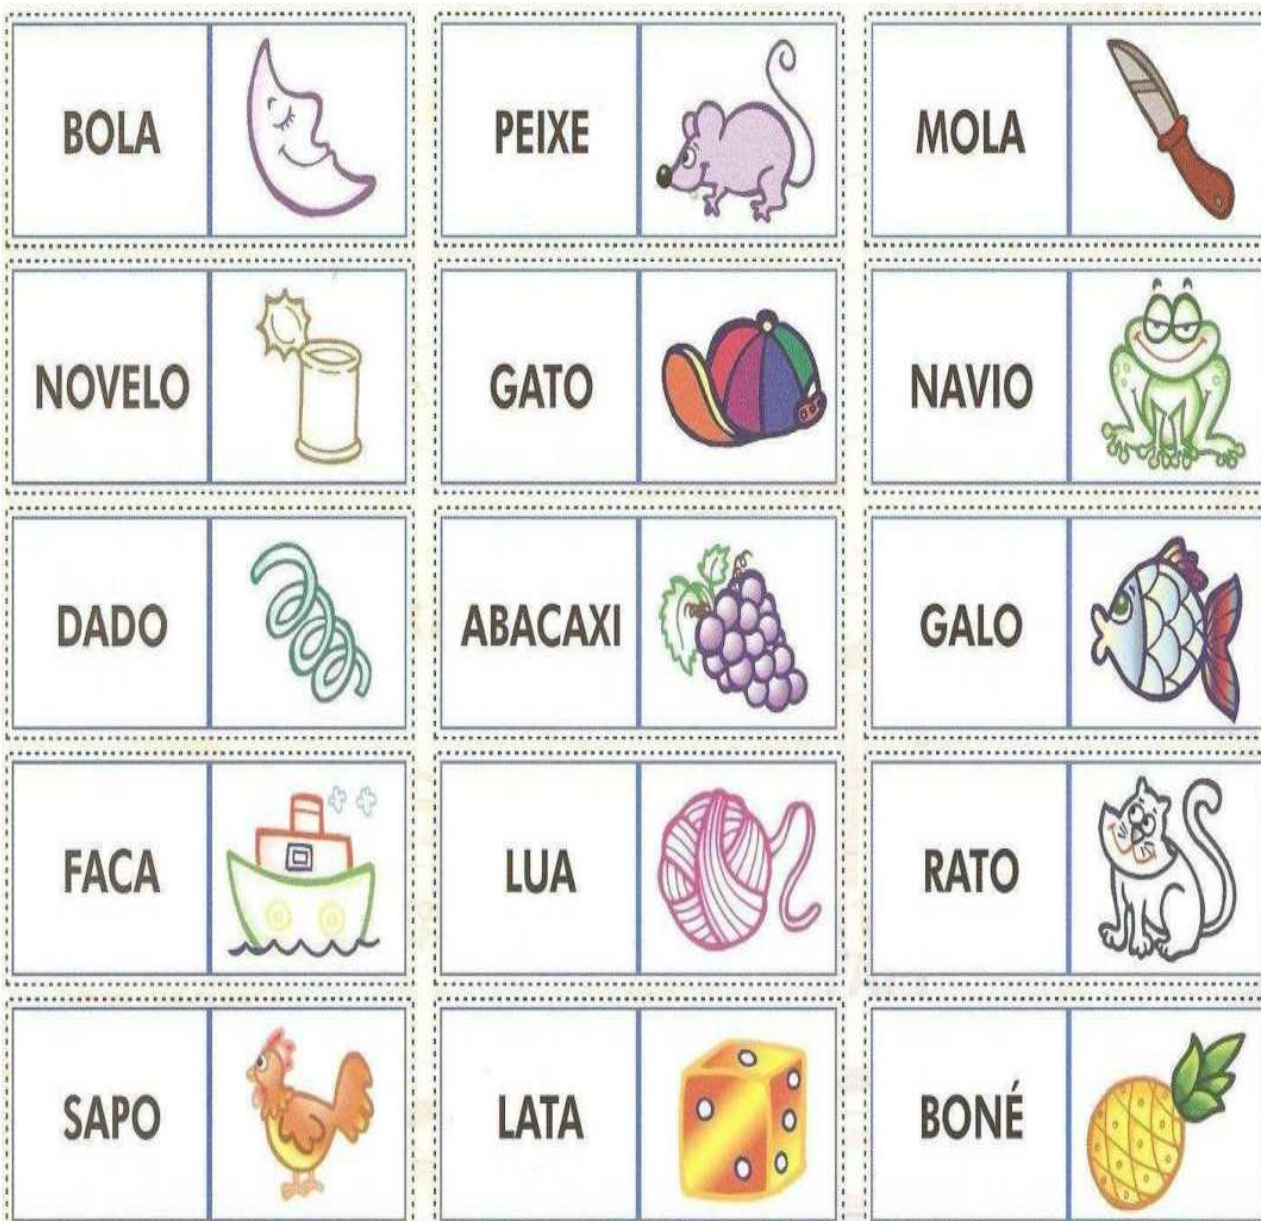 BOLA
PEIXE
MOLA
NOVELO
GATO
NAVIO
DADO
ABACAXI
GALO
FACA
LUA
RATO
SAPO
LATA
BONÉ